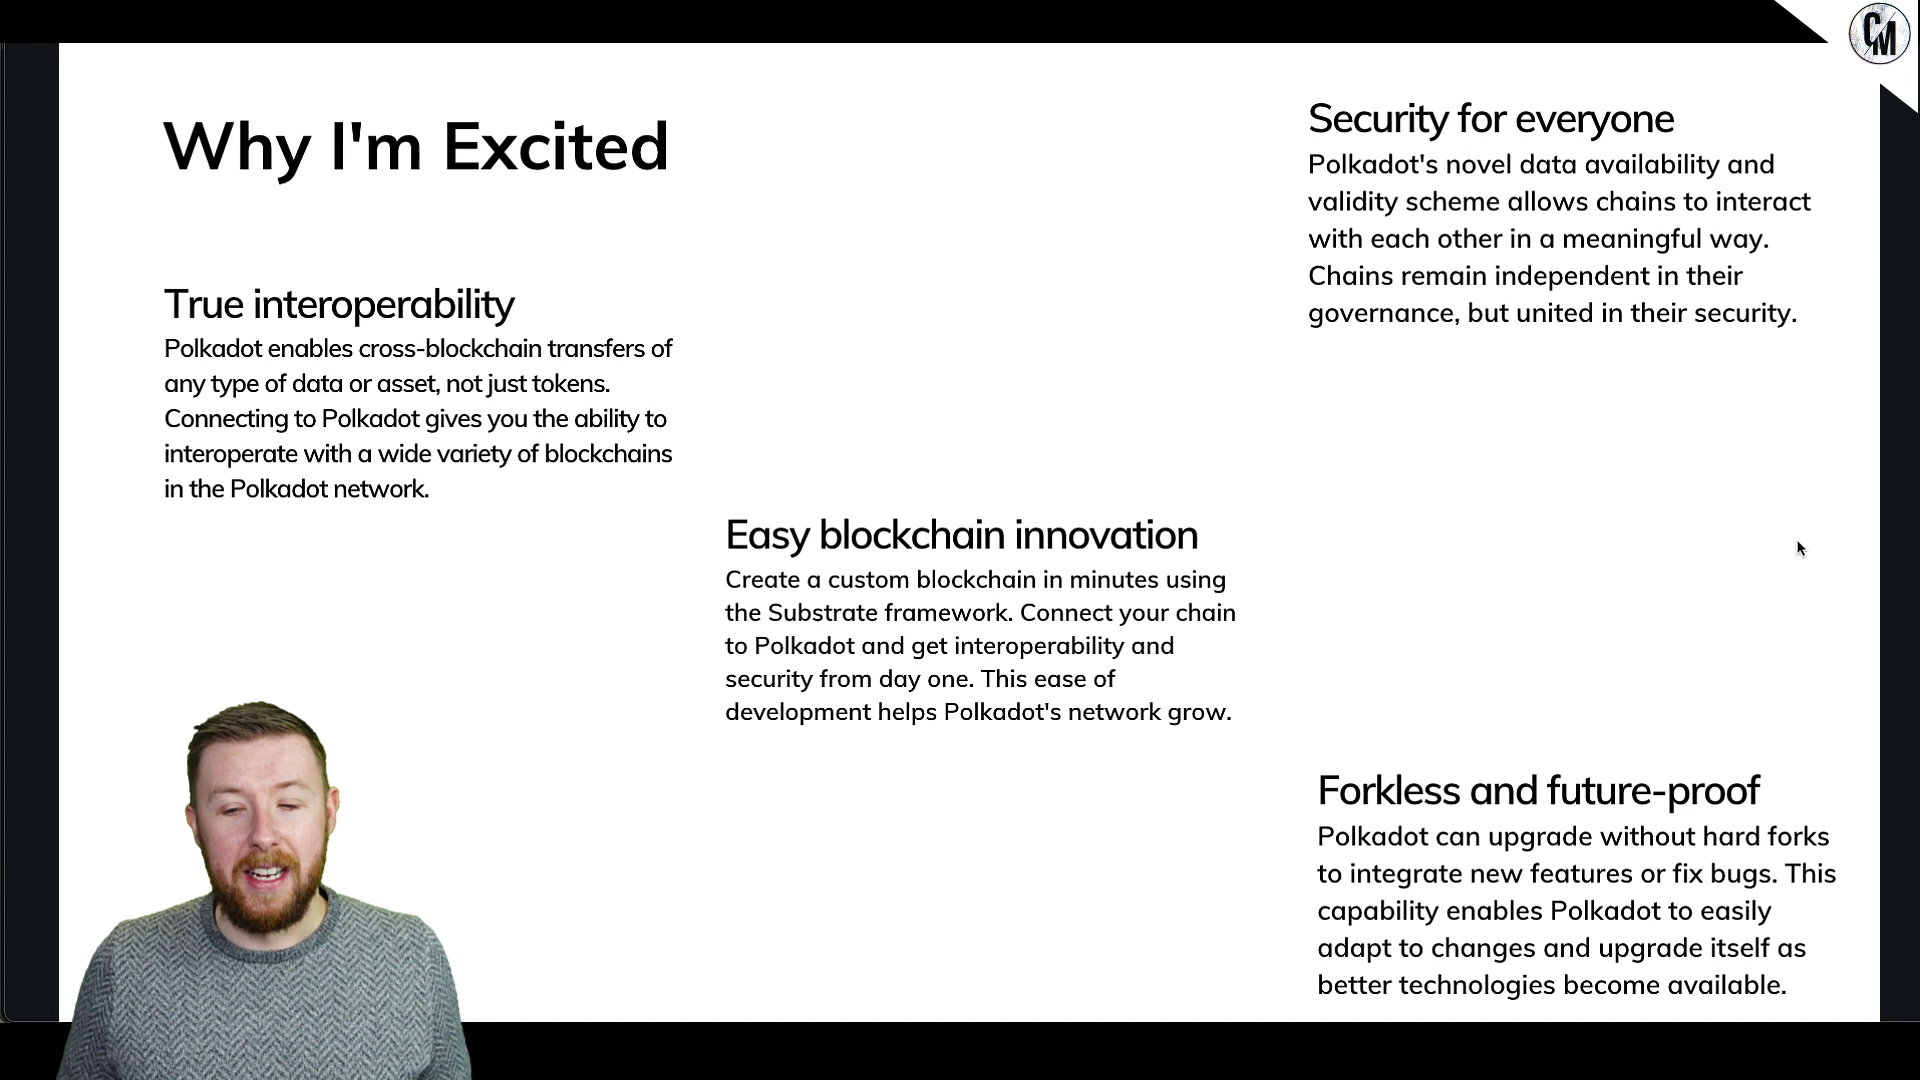 CM
Why I'm Excited
True interoperability
Polkadot enables cross-blockchain transfers of
any type of data or asset, not just tokens.
Connecting to Polkadot gives you the ability to
interoperate with a wide variety of blockchains
in the Polkadot network.
Easy blockchain innovation
Create a custom blockchain in minutes using
the Substrate framework. Connect your chain
to Polkadot and get interoperability and
security from day one. This ease of
development helps Polkadot's network grow.
Security for everyone
Polkadot's novel data availability and
validity scheme allows chains to interact
with each other in a meaningful way.
Chains remain independent in their
governance, but united in their security.
Forkless and future-proof
Polkadot can upgrade without hard forks
to integrate new features or fix bugs. This
capability enables Polkadot to easily
adapt to changes and upgrade itself as
better technologies become available.